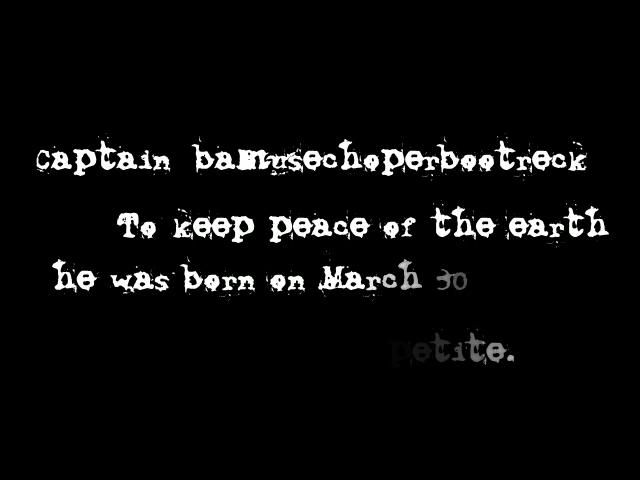 Captain bamusechoperbootreck
To keep peace of the earth
he was born on March 30
petite.